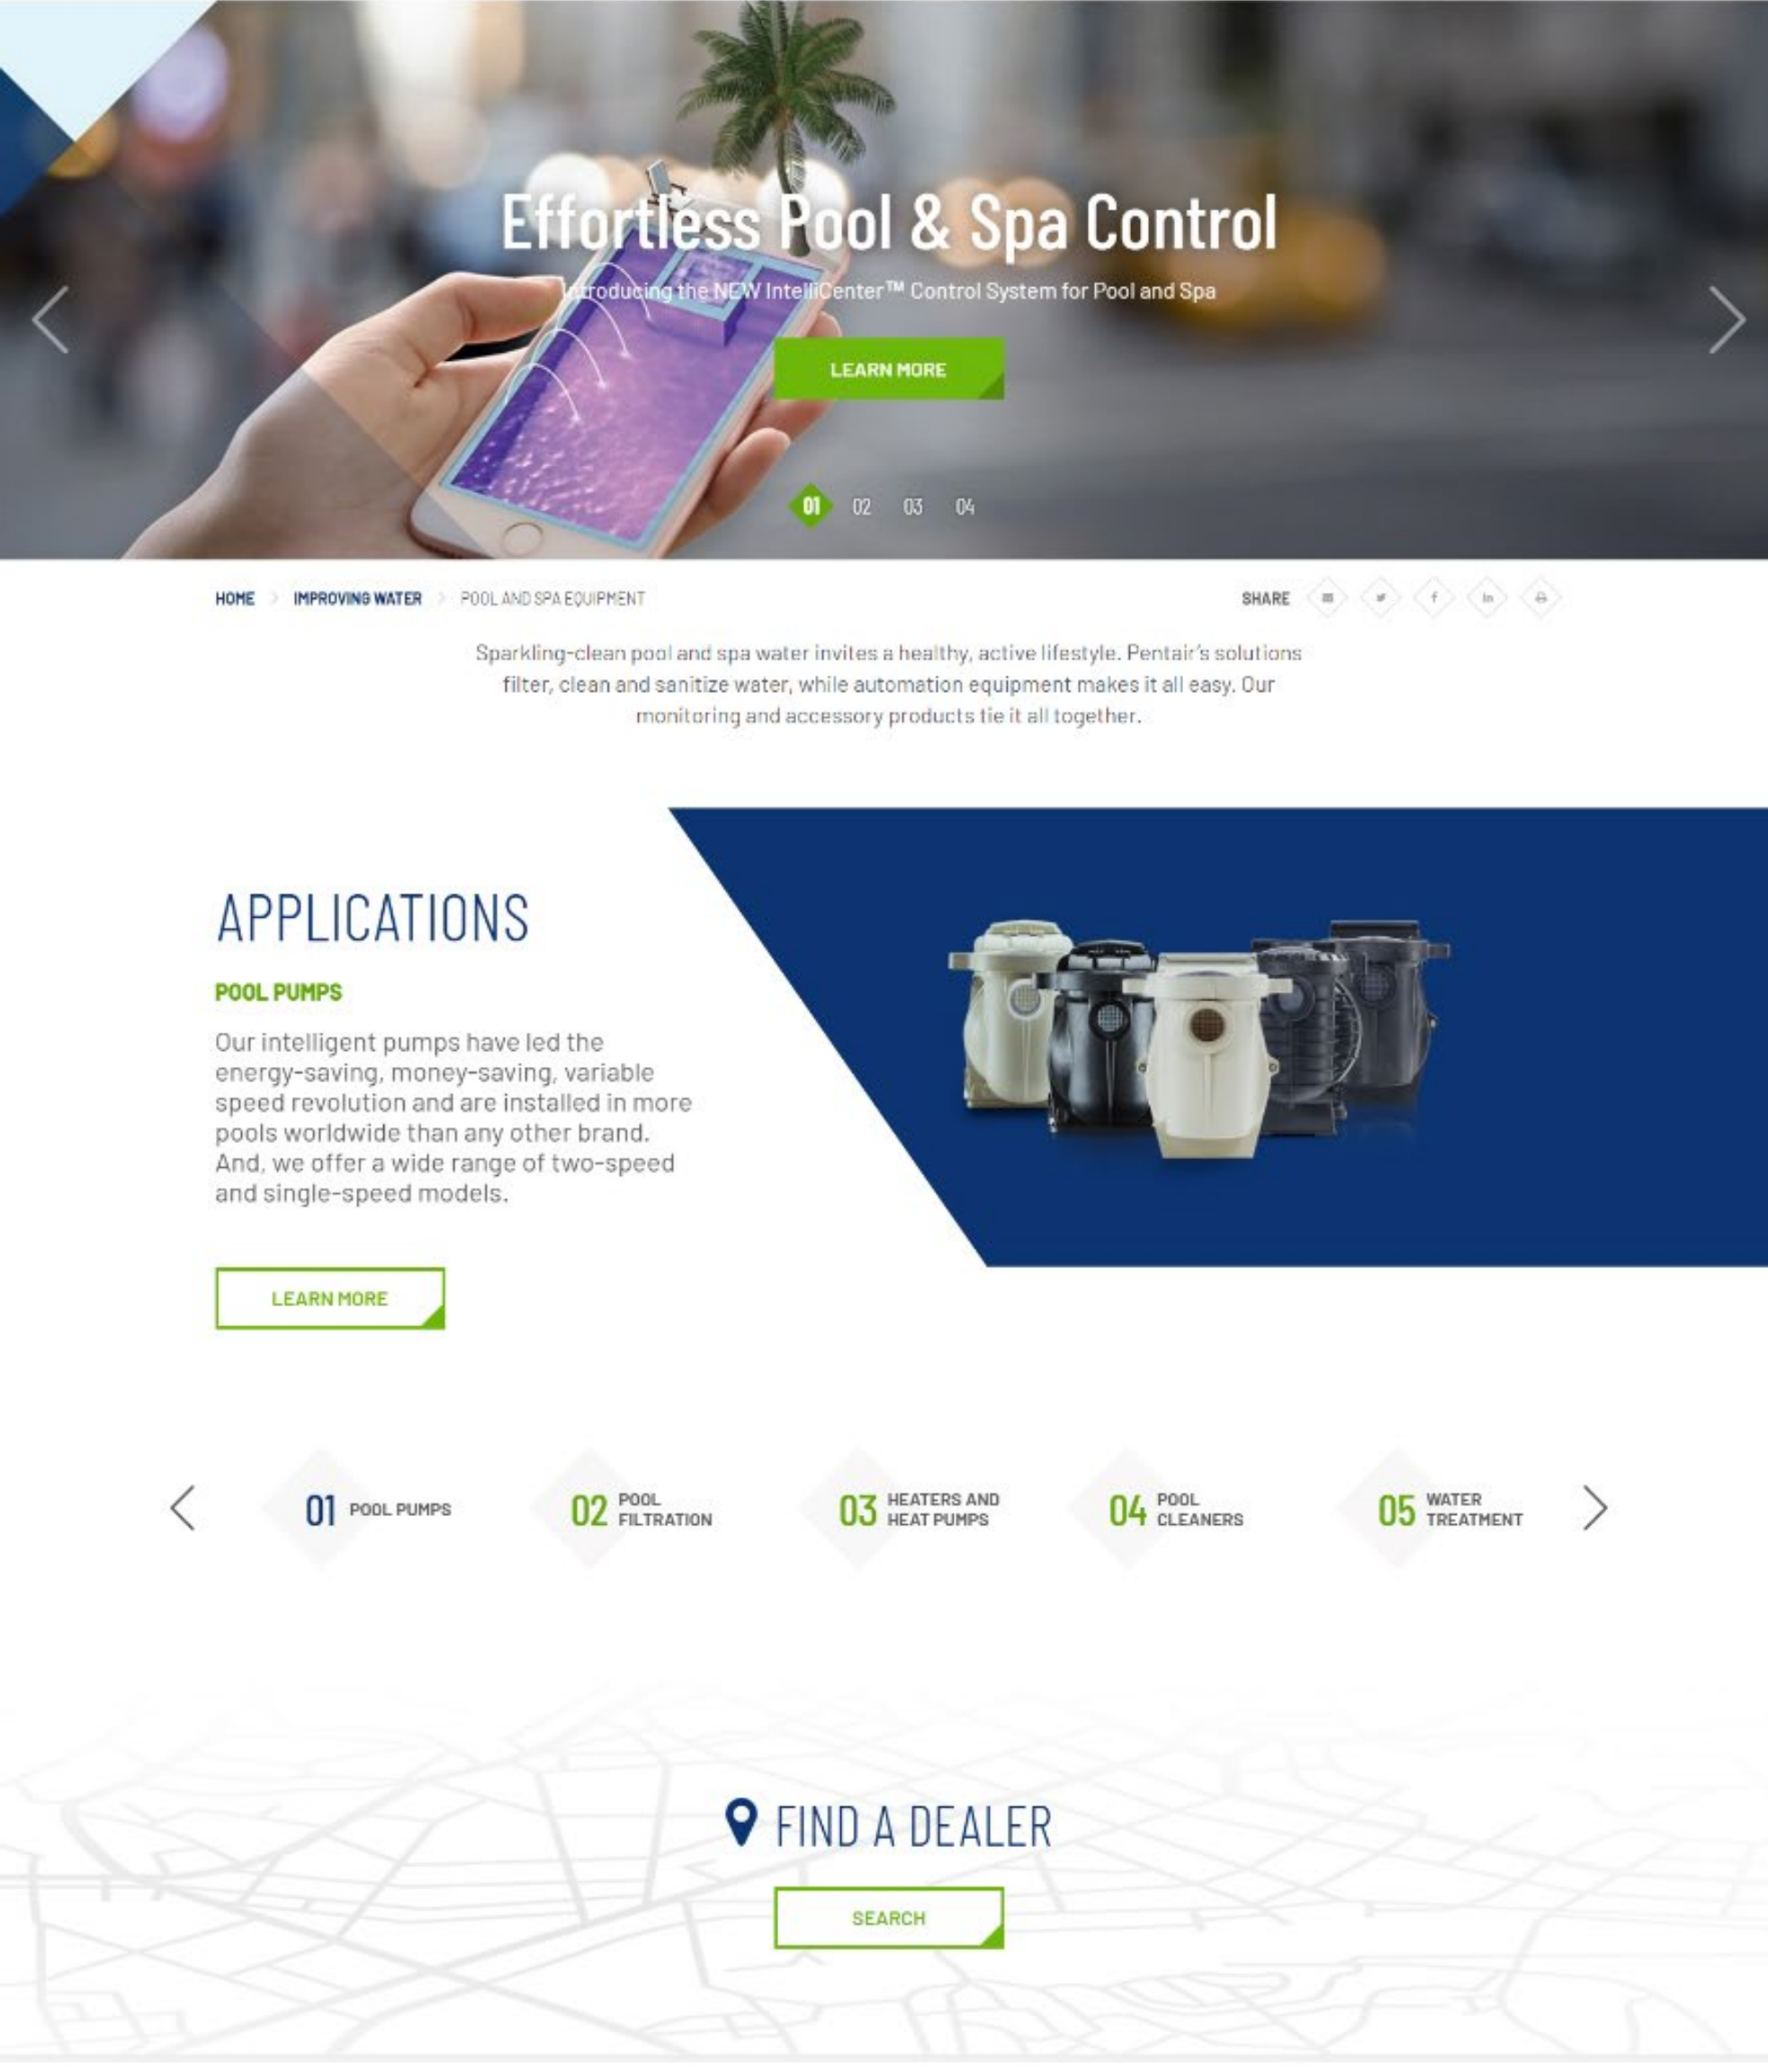 Effortless Pool & Spa Control
Introducing the NEW IntelliCenter™ Control System for Pool and Spa
LEARN MORE
01 02 03 04
HOME > IMPROVING WATER > POOL AND SPA EQUIPMENT
SHARE
Sparkling-clean pool and spa water invites a healthy, active lifestyle. Pentair's solutions
filter, clean and sanitize water, while automation equipment makes it all easy. Our
monitoring and accessory products tie it all together.
APPLICATIONS
POOL PUMPS
Our intelligent pumps have led the
energy-saving, money-saving, variable
speed revolution and are installed in more
pools worldwide than any other brand.
And, we offer a wide range of two-speed
and single-speed models.
LEARN MORE
01 POOL PUMPS
02 POOL
FILTRATION
03 HEATERS AND
HEAT PUMPS
04 POOL
CLEANERS
05 WATER
TREATMENT
FIND A DEALER
SEARCH